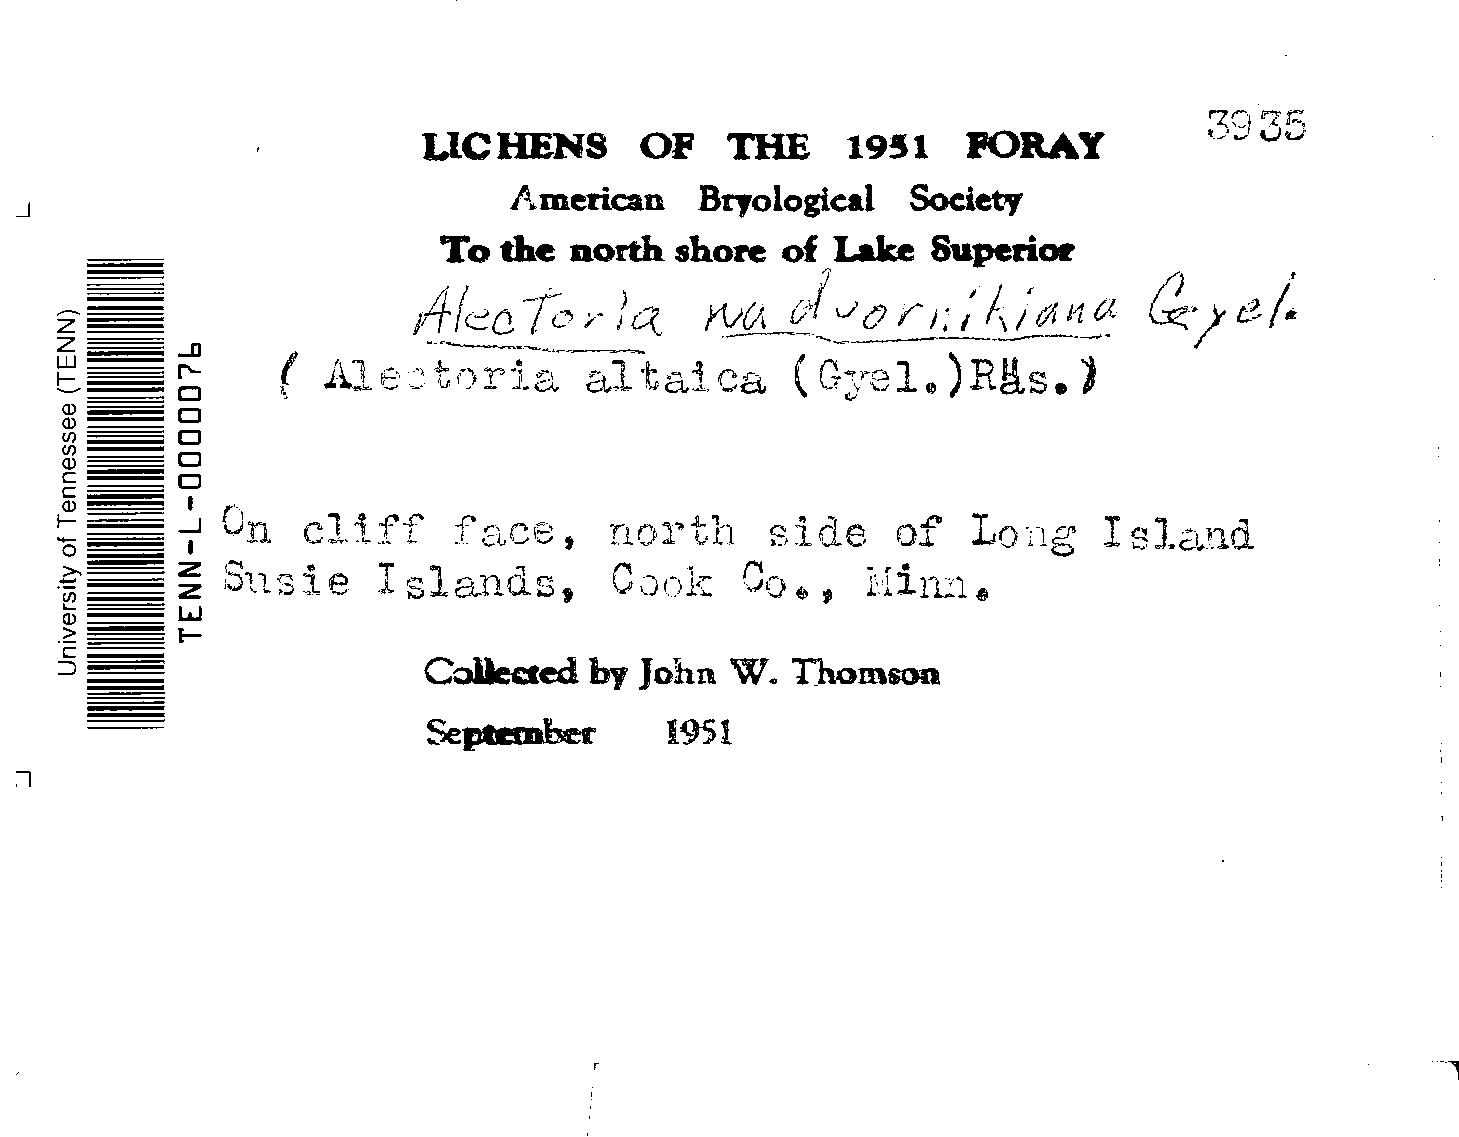 3935
LICHENS OF THE 1951 FORAY
American Bryological Society
To the north shore of Lake Superior
Alectoria nadvornikiana Gyel.
( Alectoria altaica (Gyel.)Räs.)
On cliff face, north side of Long Island
Susie Islands, Cook Co., Minn.
Collected by John W. Thomson
September 1951
University of Tennessee (TENN)
TENN-L-0000076